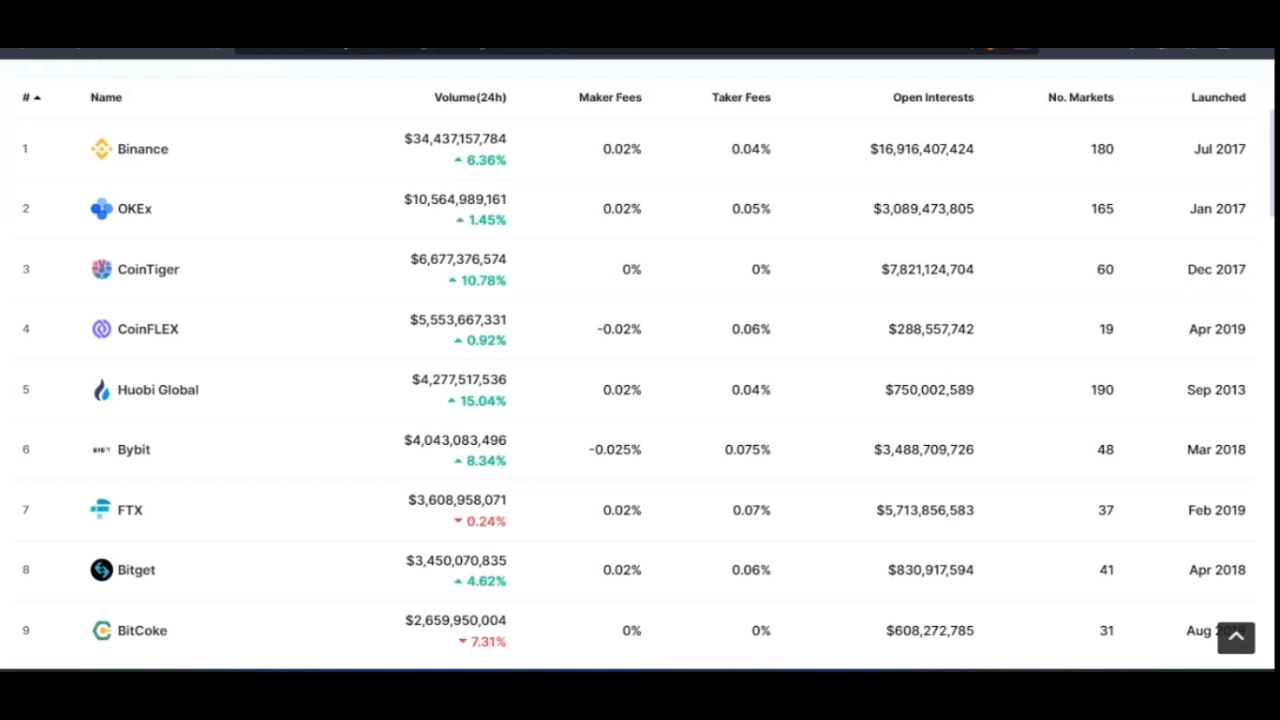 # Name Volume(24h) Maker Fees Taker Fees Open Interests No. Markets Launched
1 Binance $34,437,157,784 0.02% 0.04% $16,916,407,424 180 Jul 2017
6.36%
2 OKEx $10,564,989,161 0.02% 0.05% $3,089,473,805 165 Jan 2017
1.45%
3 CoinTiger $6,677,376,574 0% 0% $7,821,124,704 60 Dec 2017
10.78%
4 CoinFLEX $5,553,667,331 -0.02% 0.06% $288,557,742 19 Apr 2019
0.92%
5 Huobi Global $4,277,517,536 0.02% 0.04% $750,002,589 190 Sep 2013
15.04%
6 Bybit $4,043,083,496 -0.025% 0.075% $3,488,709,726 48 Mar 2018
8.34%
7 FTX $3,608,958,071 0.02% 0.07% $5,713,856,583 37 Feb 2019
0.24%
8 Bitget $3,450,070,835 0.02% 0.06% $830,917,594 41 Apr 2018
4.62%
9 BitCoke $2,659,950,004 0% 0% $608,272,785 31 Aug
7.31%